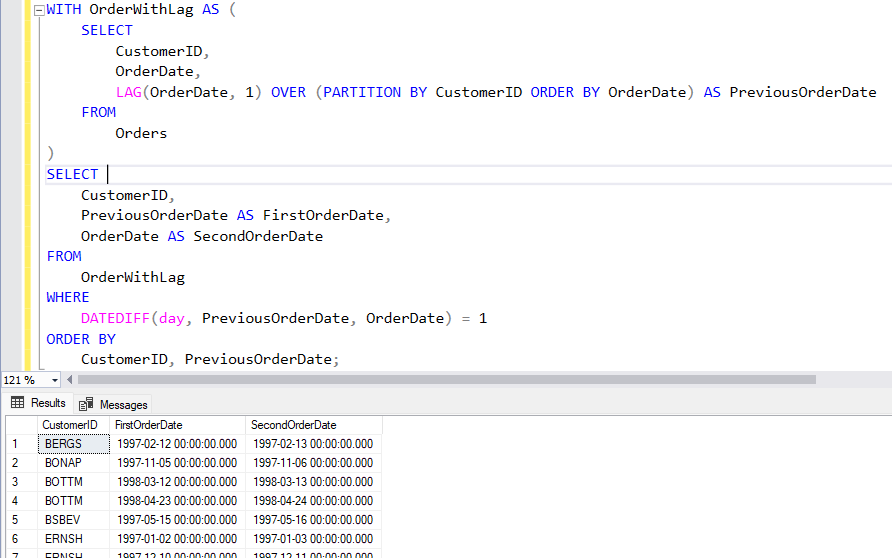 WITH OrderWithLag AS (
SELECT
CustomerID,
OrderDate,
LAG(OrderDate, 1) OVER (PARTITION BY CustomerID ORDER BY OrderDate) AS PreviousOrderDate
FROM
Orders
)
SELECT
CustomerID,
PreviousOrderDate AS FirstOrderDate,
OrderDate AS SecondOrderDate
FROM
OrderWithLag
WHERE
DATEDIFF(day, PreviousOrderDate, OrderDate) = 1
ORDER BY
CustomerID, PreviousOrderDate;
121 %
Results Messages
CustomerID FirstOrderDate SecondOrderDate
1 BERGS 1997-02-12 00:00:00.000 1997-02-13 00:00:00.000
2 BONAP 1997-11-05 00:00:00.000 1997-11-06 00:00:00.000
3 BOTTM 1998-03-12 00:00:00.000 1998-03-13 00:00:00.000
4 BOTTM 1998-04-23 00:00:00.000 1998-04-24 00:00:00.000
5 BSBEV 1997-05-15 00:00:00.000 1997-05-16 00:00:00.000
6 ERNSH 1997-01-02 00:00:00.000 1997-01-03 00:00:00.000
7 ERNSH 1997-12-10 00:00:00.000 1997-12-11 00:00:00.000